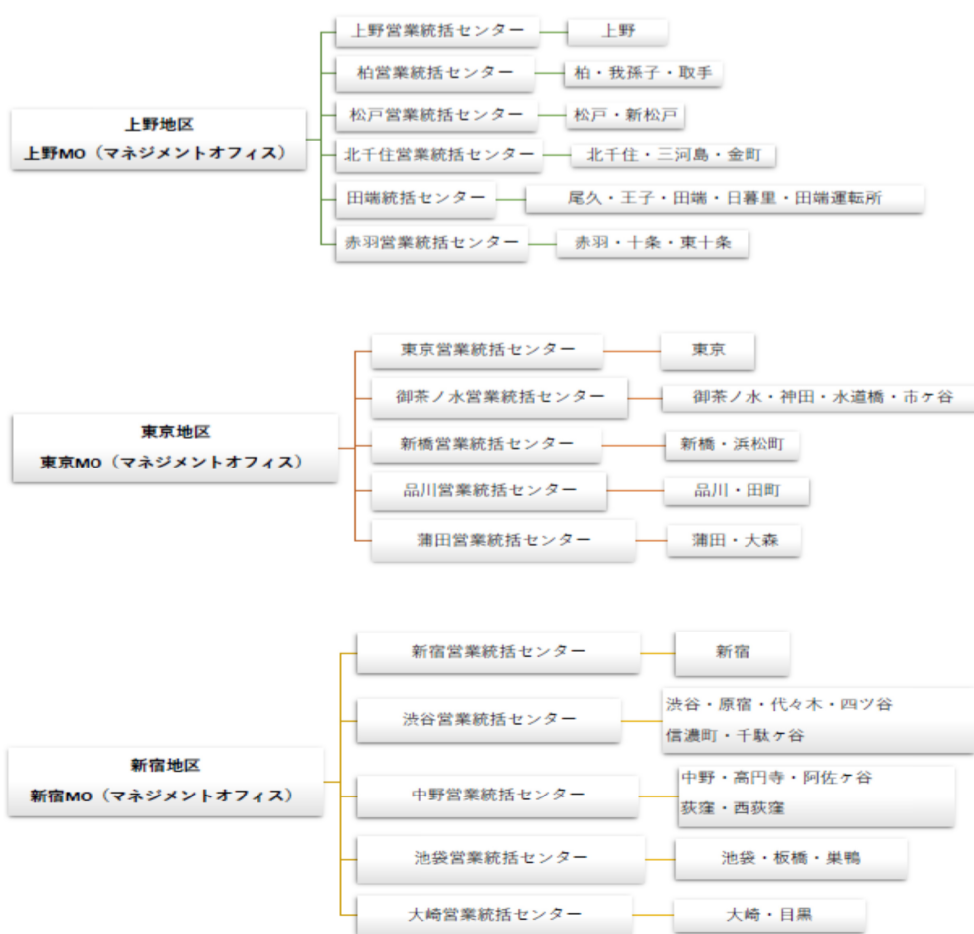 上野営業統括センター
上野
柏営業統括センター
柏・我孫子・取手
松戸営業統括センター
松戸・新松戸
上野地区
上野MO（マネジメントオフィス）
北千住営業統括センター
北千住・三河島・金町
田端統括センター
尾久・王子・田端・日暮里・田端運転所
赤羽営業統括センター
赤羽・十条・東十条
東京営業統括センター
東京
御茶ノ水営業統括センター
御茶ノ水・神田・水道橋・市ヶ谷
東京地区
東京MO（マネジメントオフィス）
新橋営業統括センター
新橋・浜松町
品川営業統括センター
品川・田町
蒲田営業統括センター
蒲田・大森
新宿営業統括センター
新宿
渋谷営業統括センター
渋谷・原宿・代々木・四ツ谷
信濃町・千駄ヶ谷
新宿地区
新宿MO（マネジメントオフィス）
中野営業統括センター
中野・高円寺・阿佐ヶ谷
荻窪・西荻窪
池袋営業統括センター
池袋・板橋・巣鴨
大崎営業統括センター
大崎・目黒